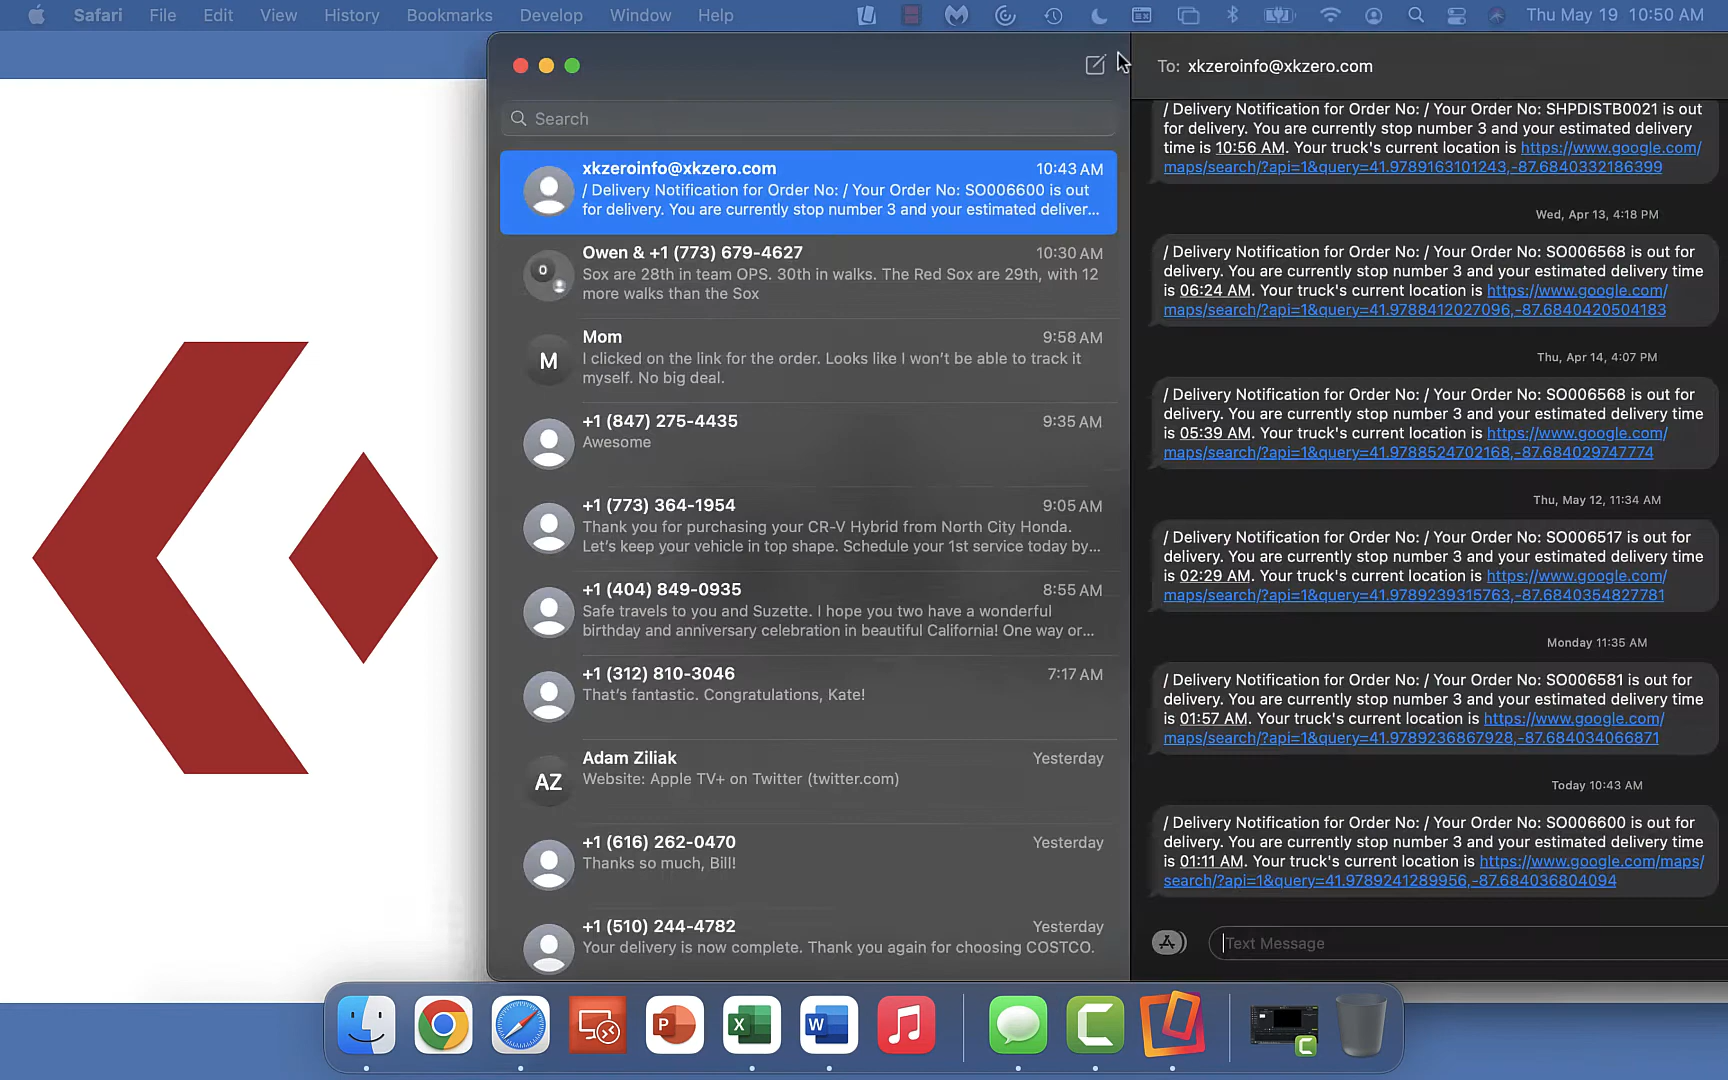 Safari File Edit View History Bookmarks Develop Window Help Thu May 19 10:50 AM
Search
xkzeroinfo@xkzero.com 10:43 AM
/ Delivery Notification for Order No: / Your Order No: SO006600 is out
for delivery. You are currently stop number 3 and your estimated deliver...
Owen & +1 (773) 679-4627 10:30 AM
O
Sox are 28th in team OPS. 30th in walks. The Red Sox are 29th, with 12
more walks than the Sox
Mom 9:58 AM
M
I clicked on the link for the order. Looks like I won't be able to track it
myself. No big deal.
+1 (847) 275-4435 9:35 AM
Awesome
+1 (773) 364-1954 9:05 AM
Thank you for purchasing your CR-V Hybrid from North City Honda.
Let's keep your vehicle in top shape. Schedule your 1st service today by...
+1 (404) 849-0935 8:55 AM
Safe travels to you and Suzette. I hope you two have a wonderful
birthday and anniversary celebration in beautiful California! One way or...
+1 (312) 810-3046 7:17 AM
That's fantastic. Congratulations, Kate!
Adam Ziliak Yesterday
AZ
Website: Apple TV+ on Twitter (twitter.com)
+1 (616) 262-0470 Yesterday
Thanks so much, Bill!
+1 (510) 244-4782 Yesterday
Your delivery is now complete. Thank you again for choosing COSTCO.
To: xkzeroinfo@xkzero.com
/ Delivery Notification for Order No: / Your Order No: SHPDISTB0021 is out
for delivery. You are currently stop number 3 and your estimated delivery
time is 10:56 AM. Your truck's current location is https://www.google.com/
maps/search/?api=1&query=41.9789163101243,-87.6840332186399
Wed, Apr 13, 4:18 PM
/ Delivery Notification for Order No: / Your Order No: SO006568 is out for
delivery. You are currently stop number 3 and your estimated delivery time
is 06:24 AM. Your truck's current location is https://www.google.com/
maps/search/?api=1&query=41.9788412027096,-87.6840420504183
Thu, Apr 14, 4:07 PM
/ Delivery Notification for Order No: / Your Order No: SO006568 is out for
delivery. You are currently stop number 3 and your estimated delivery time
is 05:39 AM. Your truck's current location is https://www.google.com/
maps/search/?api=1&query=41.9788524702168,-87.684029747774
Thu, May 12, 11:34 AM
/ Delivery Notification for Order No: / Your Order No: SO006517 is out for
delivery. You are currently stop number 3 and your estimated delivery time
is 02:29 AM. Your truck's current location is https://www.google.com/
maps/search/?api=1&query=41.9789239315763,-87.6840354827781
Monday 11:35 AM
/ Delivery Notification for Order No: / Your Order No: SO006581 is out for
delivery. You are currently stop number 3 and your estimated delivery time
is 01:57 AM. Your truck's current location is https://www.google.com/
maps/search/?api=1&query=41.9789236867928,-87.684034066871
Today 10:43 AM
/ Delivery Notification for Order No: / Your Order No: SO006600 is out for
delivery. You are currently stop number 3 and your estimated delivery time
is 01:11 AM. Your truck's current location is https://www.google.com/maps/
search/?api=1&query=41.9789241289956,-87.684036804094
Text Message
P
X
W
C
C